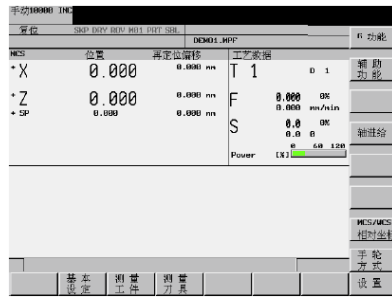 手动10000 INC
复位 SKP DRY ROV M01 PRT SBL
DEMO1.MPF
G 功能
MCS 位置 再定位偏移 工艺数据
+X 0.000 0.000 mm T 1 D 1
辅助功能
+Z 0.000 0.000 mm F 0.000 0%
0.000 mm/min
+SP 0.000 S 0.0 0%
0.0 0
轴进给
0 60 120
Power [%]
MCS/WCS
相对坐标
手轮方式
基本设定 测量工件 测量刀具 设置